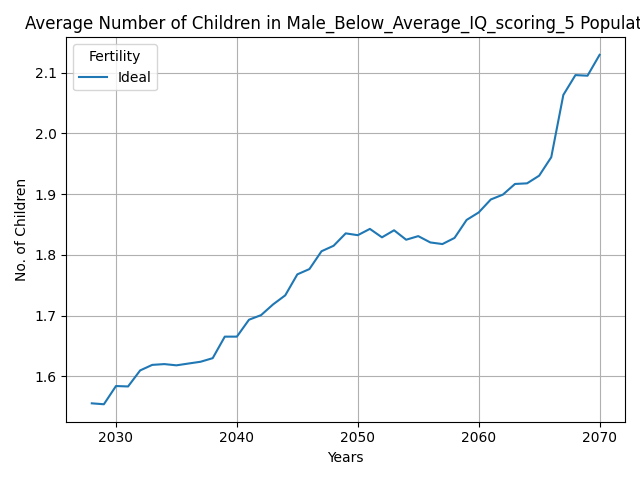 Average Number of Children in Male_Below_Average_IQ_scoring_5 Populat
Fertility
Ideal
2.1
2.0
1.9
1.8
1.7
1.6
No. of Children
2030 2040 2050 2060 2070
Years